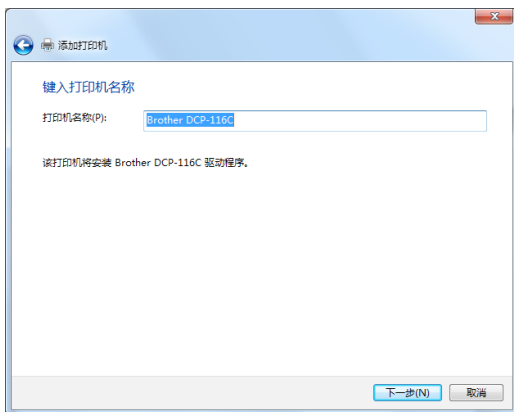 添加打印机
键入打印机名称
打印机名称(P):
Brother DCP-116C
该打印机将安装 Brother DCP-116C 驱动程序。
下一步(N)
取消